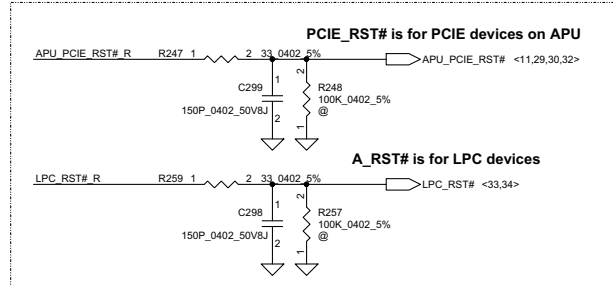 PCIE_RST# is for PCIE devices on APU
APU_PCIE_RST#_R R247 1 2 33_0402_5% APU_PCIE_RST# <11,29,30,32>
C299 1 2 R248
150P_0402_50V8J 2 1 100K_0402_5%
@
A_RST# is for LPC devices
LPC_RST#_R R259 1 2 33_0402_5% LPC_RST# <33,34>
C298 1 2 R257
150P_0402_50V8J 2 1 100K_0402_5%
@